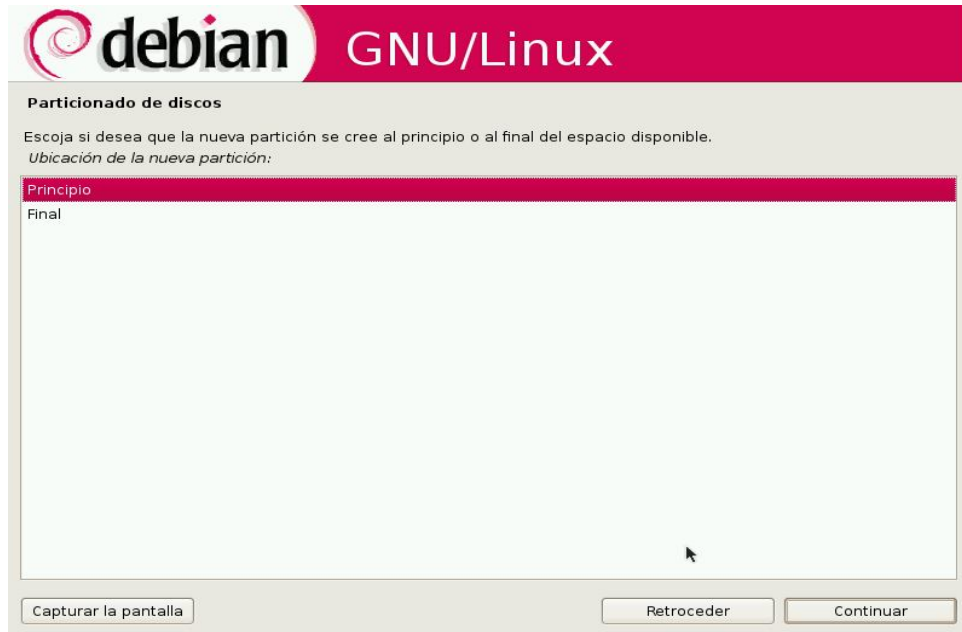 debian GNU/Linux
Particionado de discos
Escoja si desea que la nueva partición se cree al principio o al final del espacio disponible.
Ubicación de la nueva partición:
Principio
Final
Capturar la pantalla Retroceder Continuar